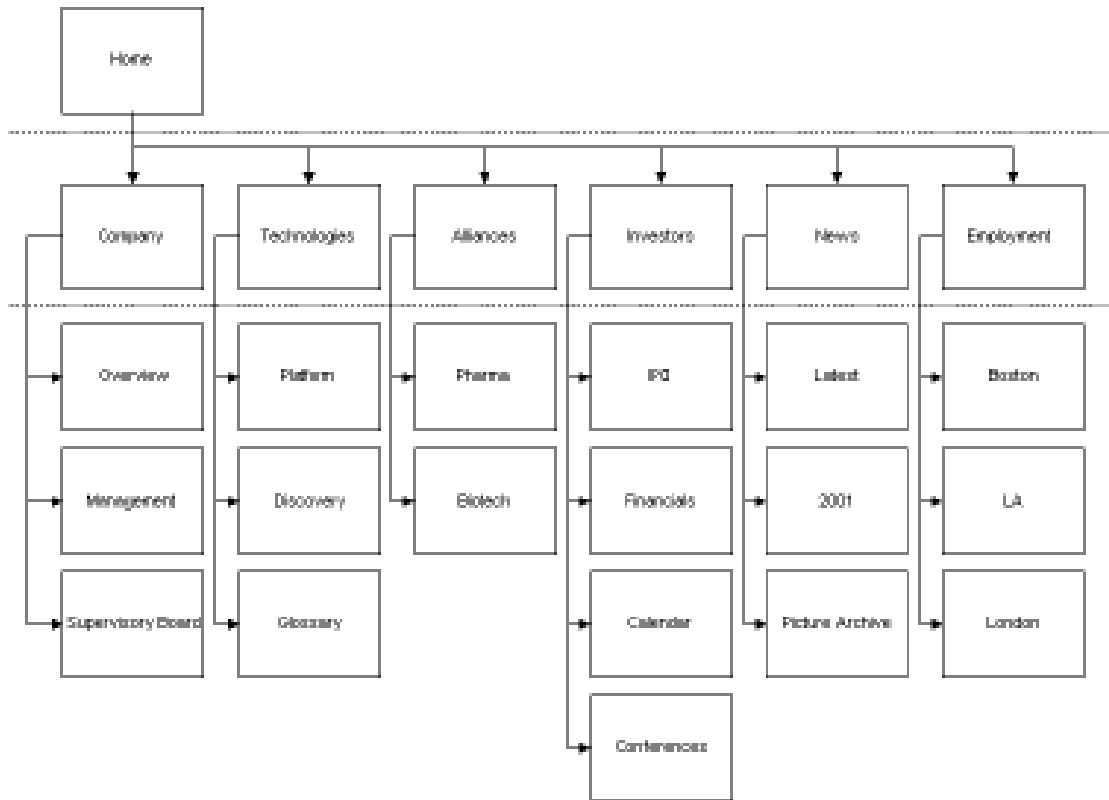 Home
Company
Technologies
Alliances
Investors
News
Employment
Overview
Platform
Pharma
IPO
Latest
Boston
Management
Discovery
Biotech
Financials
2001
LA
Supervisory Board
Glossary
Calendar
Picture Archive
London
Conferences